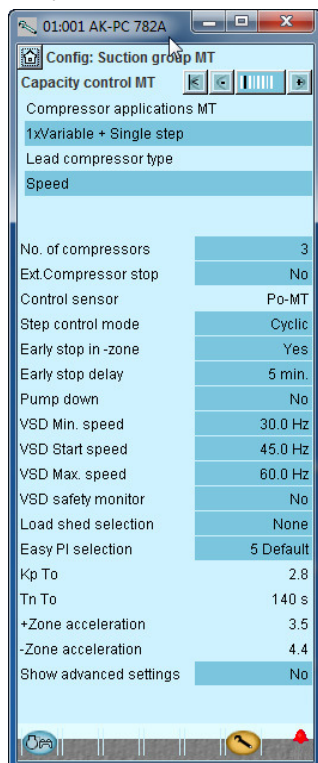 01:001 AK-PC 782A
Config: Suction group MT
Capacity control MT
Compressor applications MT
1xVariable + Single step
Lead compressor type
Speed
No. of compressors 3
Ext.Compressor stop No
Control sensor Po-MT
Step control mode Cyclic
Early stop in -zone Yes
Early stop delay 5 min.
Pump down No
VSD Min. speed 30.0 Hz
VSD Start speed 45.0 Hz
VSD Max. speed 60.0 Hz
VSD safety monitor No
Load shed selection None
Easy PI selection 5 Default
Kp To 2.8
Tn To 140 s
+Zone acceleration 3.5
-Zone acceleration 4.4
Show advanced settings No